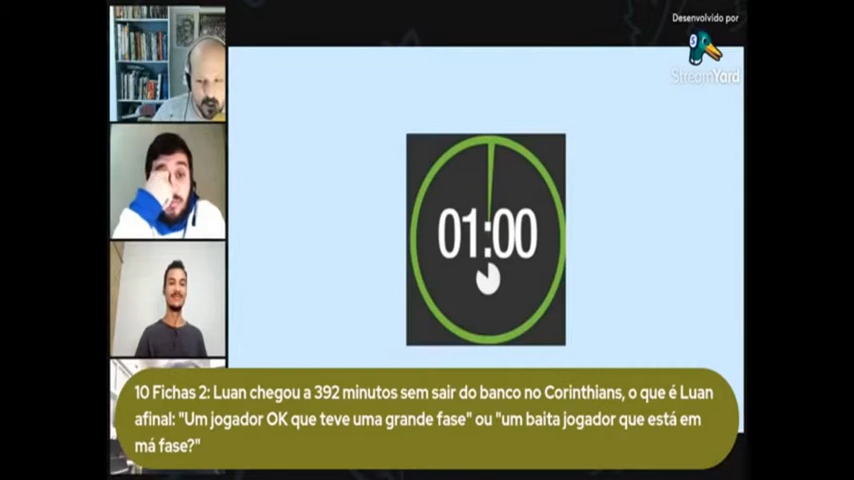 Desenvolvido por
StreamYard
01:00
10 Fichas 2: Luan chegou a 392 minutos sem sair do banco no Corinthians, o que é Luan
afinal: "Um jogador OK que teve uma grande fase" ou "um baita jogador que está em
má fase?"